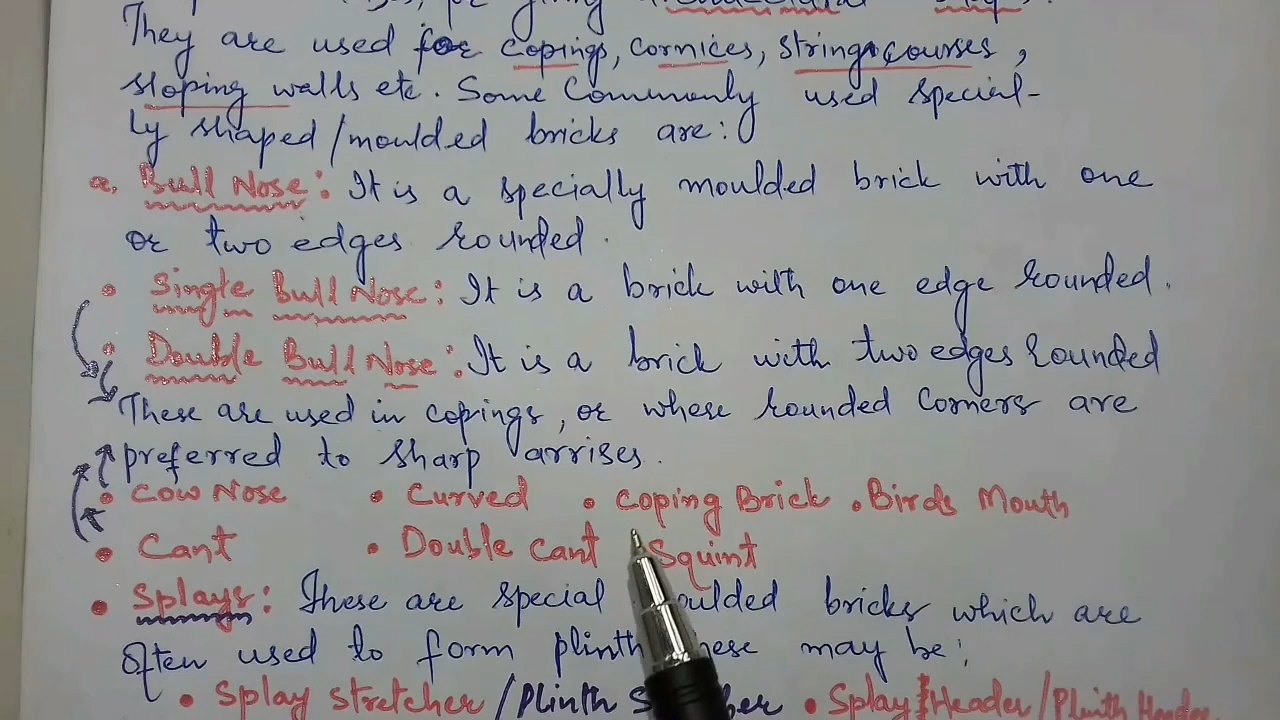 They are used for copings, cornices, string courses,
sloping walls etc. Some Commonly used special-
ly shaped/moulded bricks are:
a. Bull Nose: It is a specially moulded brick with one
or two edges rounded.
• Single Bull Nose: It is a brick with one edge rounded.
• Double Bull Nose: It is a brick with two edges rounded
These are used in copings, or where rounded corners are
preferred to sharp arrises.
• Cow Nose • Curved • Coping Brick • Birds Mouth
• Cant • Double Cant Squint
• Splays: These are special moulded bricks which are
often used to form plinth these may be;
• Splay Stretcher/Plinth • Splay Header/Plinth Header